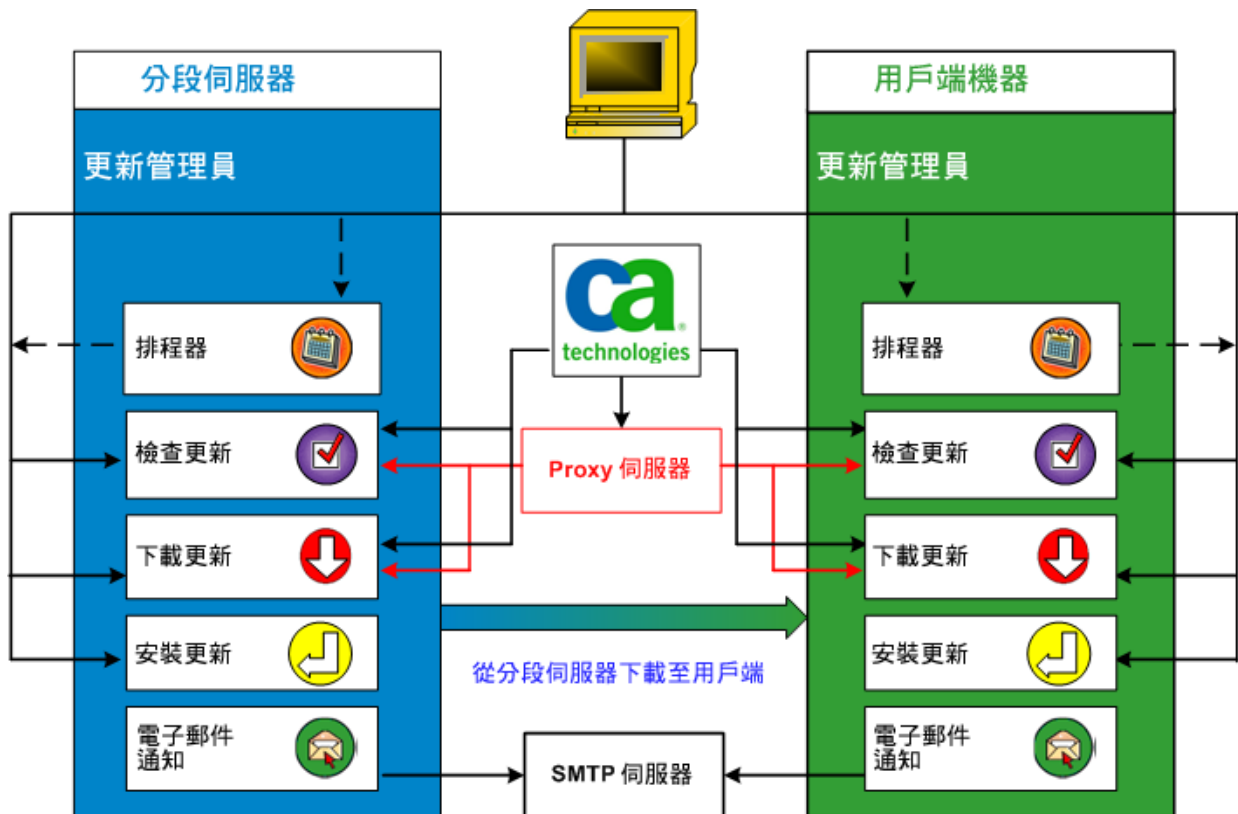 分段伺服器
更新管理員
排程器
檢查更新
下載更新
安裝更新
電子郵件
通知
ca
technologies
Proxy 伺服器
從分段伺服器下載至用戶端
SMTP 伺服器
用戶端機器
更新管理員
排程器
檢查更新
下載更新
安裝更新
電子郵件
通知